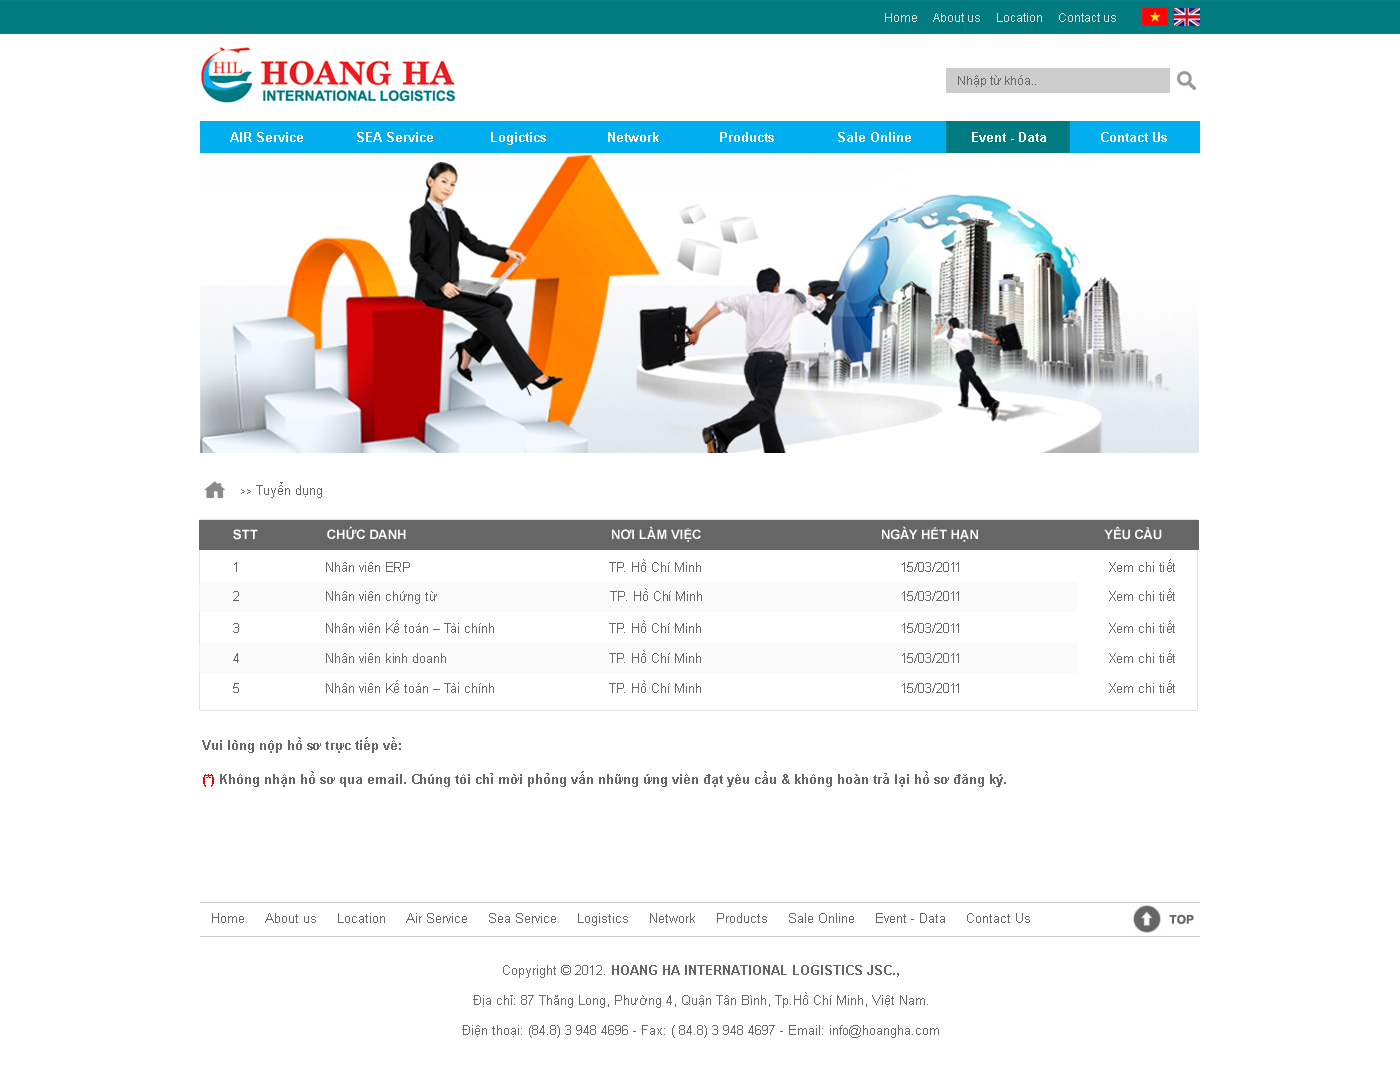 Home About us Location Contact us
HIL HOANG HA
INTERNATIONAL LOGISTICS
Nhập từ khóa..
AIR Service SEA Service Logictics Network Products Sale Online Event - Data Contact Us
>> Tuyển dụng
STT CHỨC DANH NƠI LÀM VIỆC NGÀY HẾT HẠN YÊU CẦU
1 Nhân viên ERP TP. Hồ Chí Minh 15/03/2011 Xem chi tiết
2 Nhân viên chứng từ TP. Hồ Chí Minh 15/03/2011 Xem chi tiết
3 Nhân viên Kế toán – Tài chính TP. Hồ Chí Minh 15/03/2011 Xem chi tiết
4 Nhân viên kinh doanh TP. Hồ Chí Minh 15/03/2011 Xem chi tiết
5 Nhân viên Kế toán – Tài chính TP. Hồ Chí Minh 15/03/2011 Xem chi tiết
Vui lòng nộp hồ sơ trực tiếp về:
(*) Không nhận hồ sơ qua email. Chúng tôi chỉ mời phỏng vấn những ứng viên đạt yêu cầu & không hoàn trả lại hồ sơ đăng ký.
Home About us Location Air Service Sea Service Logistics Network Products Sale Online Event - Data Contact Us TOP
Copyright © 2012. HOANG HA INTERNATIONAL LOGISTICS JSC.,
Địa chỉ: 87 Thăng Long, Phường 4, Quận Tân Bình, Tp.Hồ Chí Minh, Việt Nam.
Điện thoại: (84.8) 3 948 4696 - Fax: ( 84.8) 3 948 4697 - Email: info@hoangha.com